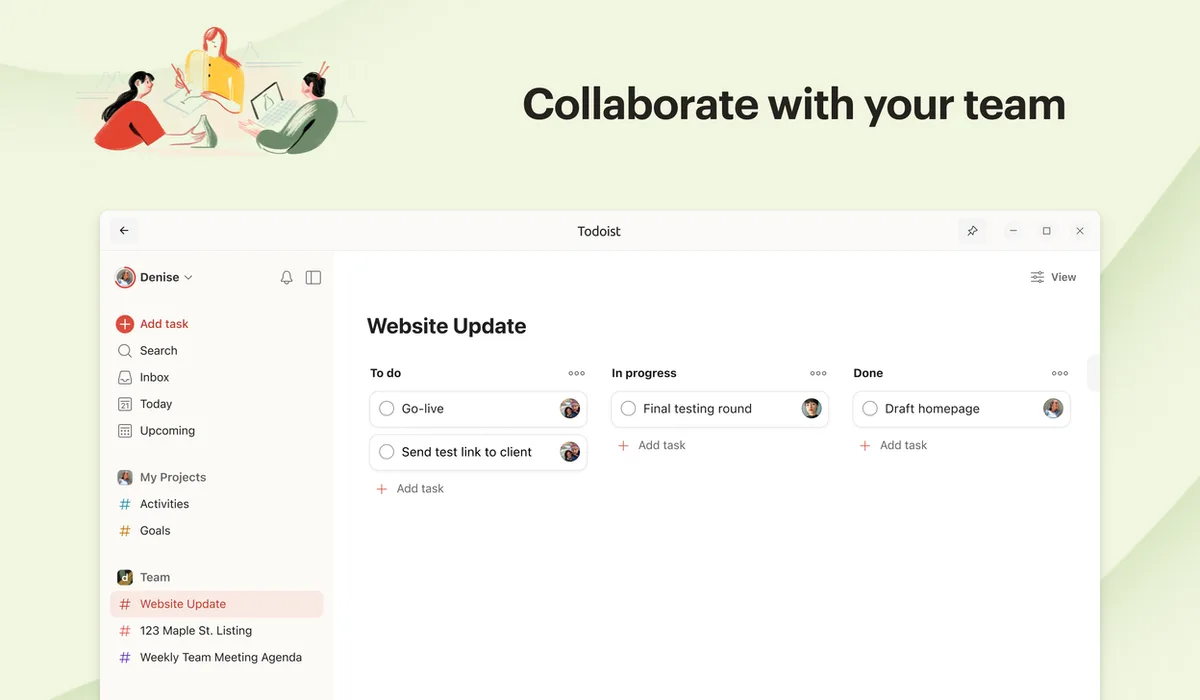 Collaborate with your team
Todoist
Denise
View
Add task
Search
Inbox
21 Today
Upcoming
My Projects
# Activities
# Goals
d Team
# Website Update
# 123 Maple St. Listing
# Weekly Team Meeting Agenda
Website Update
To do
Go-live
Send test link to client
+ Add task
In progress
Final testing round
+ Add task
Done
Draft homepage
+ Add task